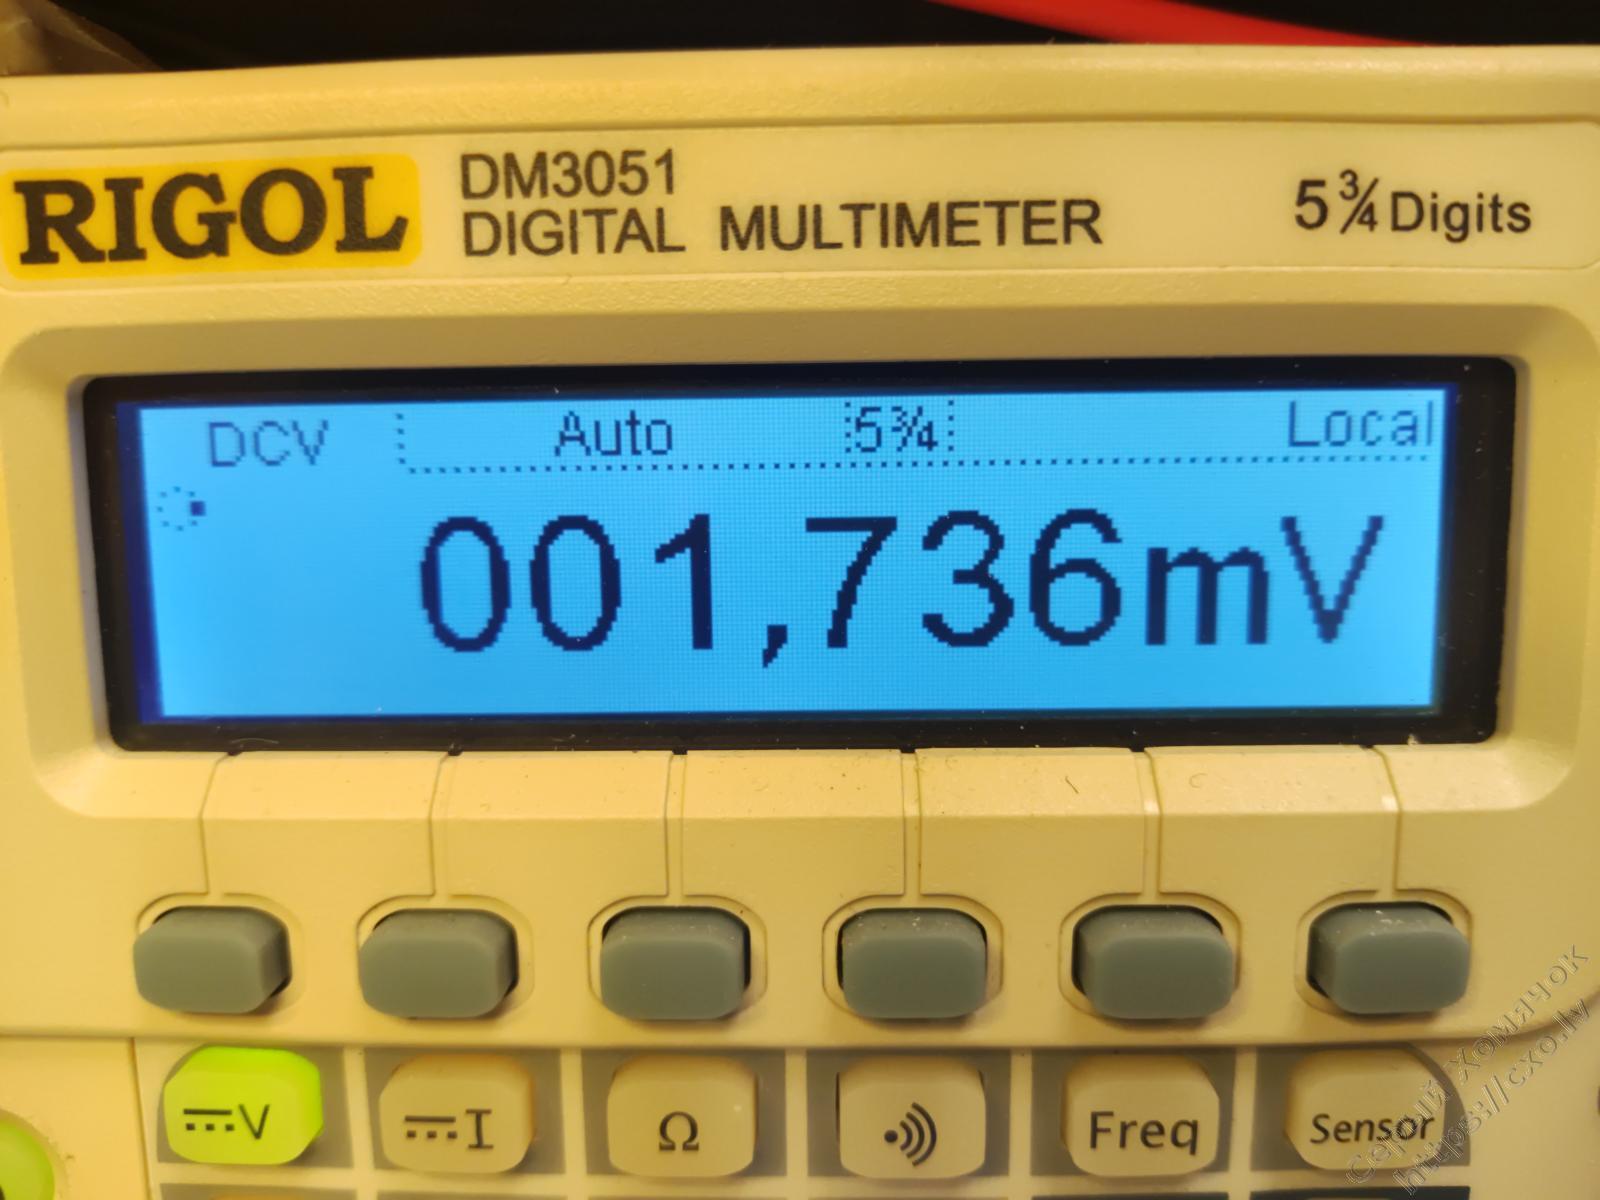 RIGOL
DM3051
DIGITAL MULTIMETER
5¾ Digits
DCV Auto 5¾ Local
001,736mV
V I Ω Freq Sensor
Серый Хомячок
https://cxo.lv